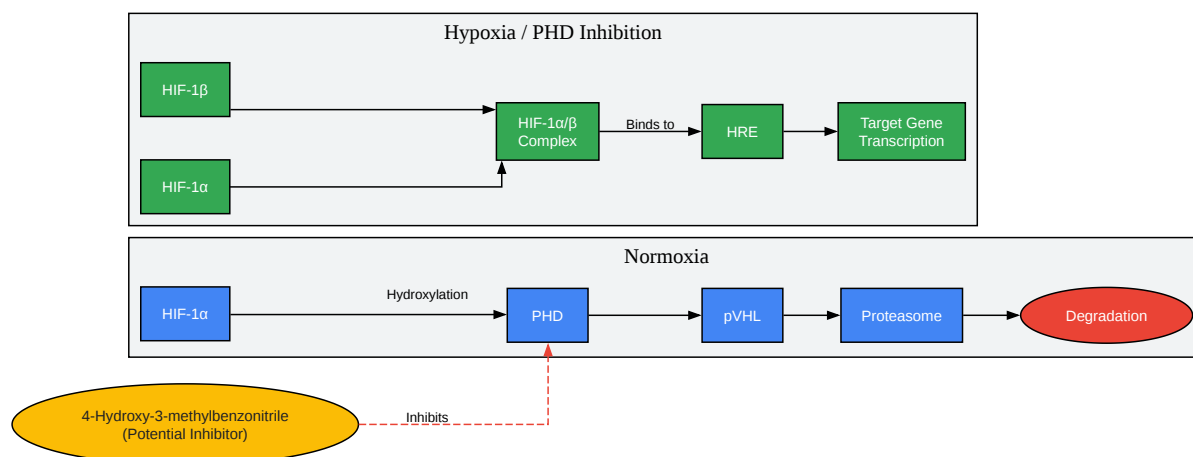 Hypoxia / PHD Inhibition
HIF-1β
HIF-1α/β
Complex
Binds to
HRE
Target Gene
Transcription
HIF-1α
Normoxia
HIF-1α
Hydroxylation
PHD
pVHL
Proteasome
Degradation
4-Hydroxy-3-methylbenzonitrile
(Potential Inhibitor)
Inhibits